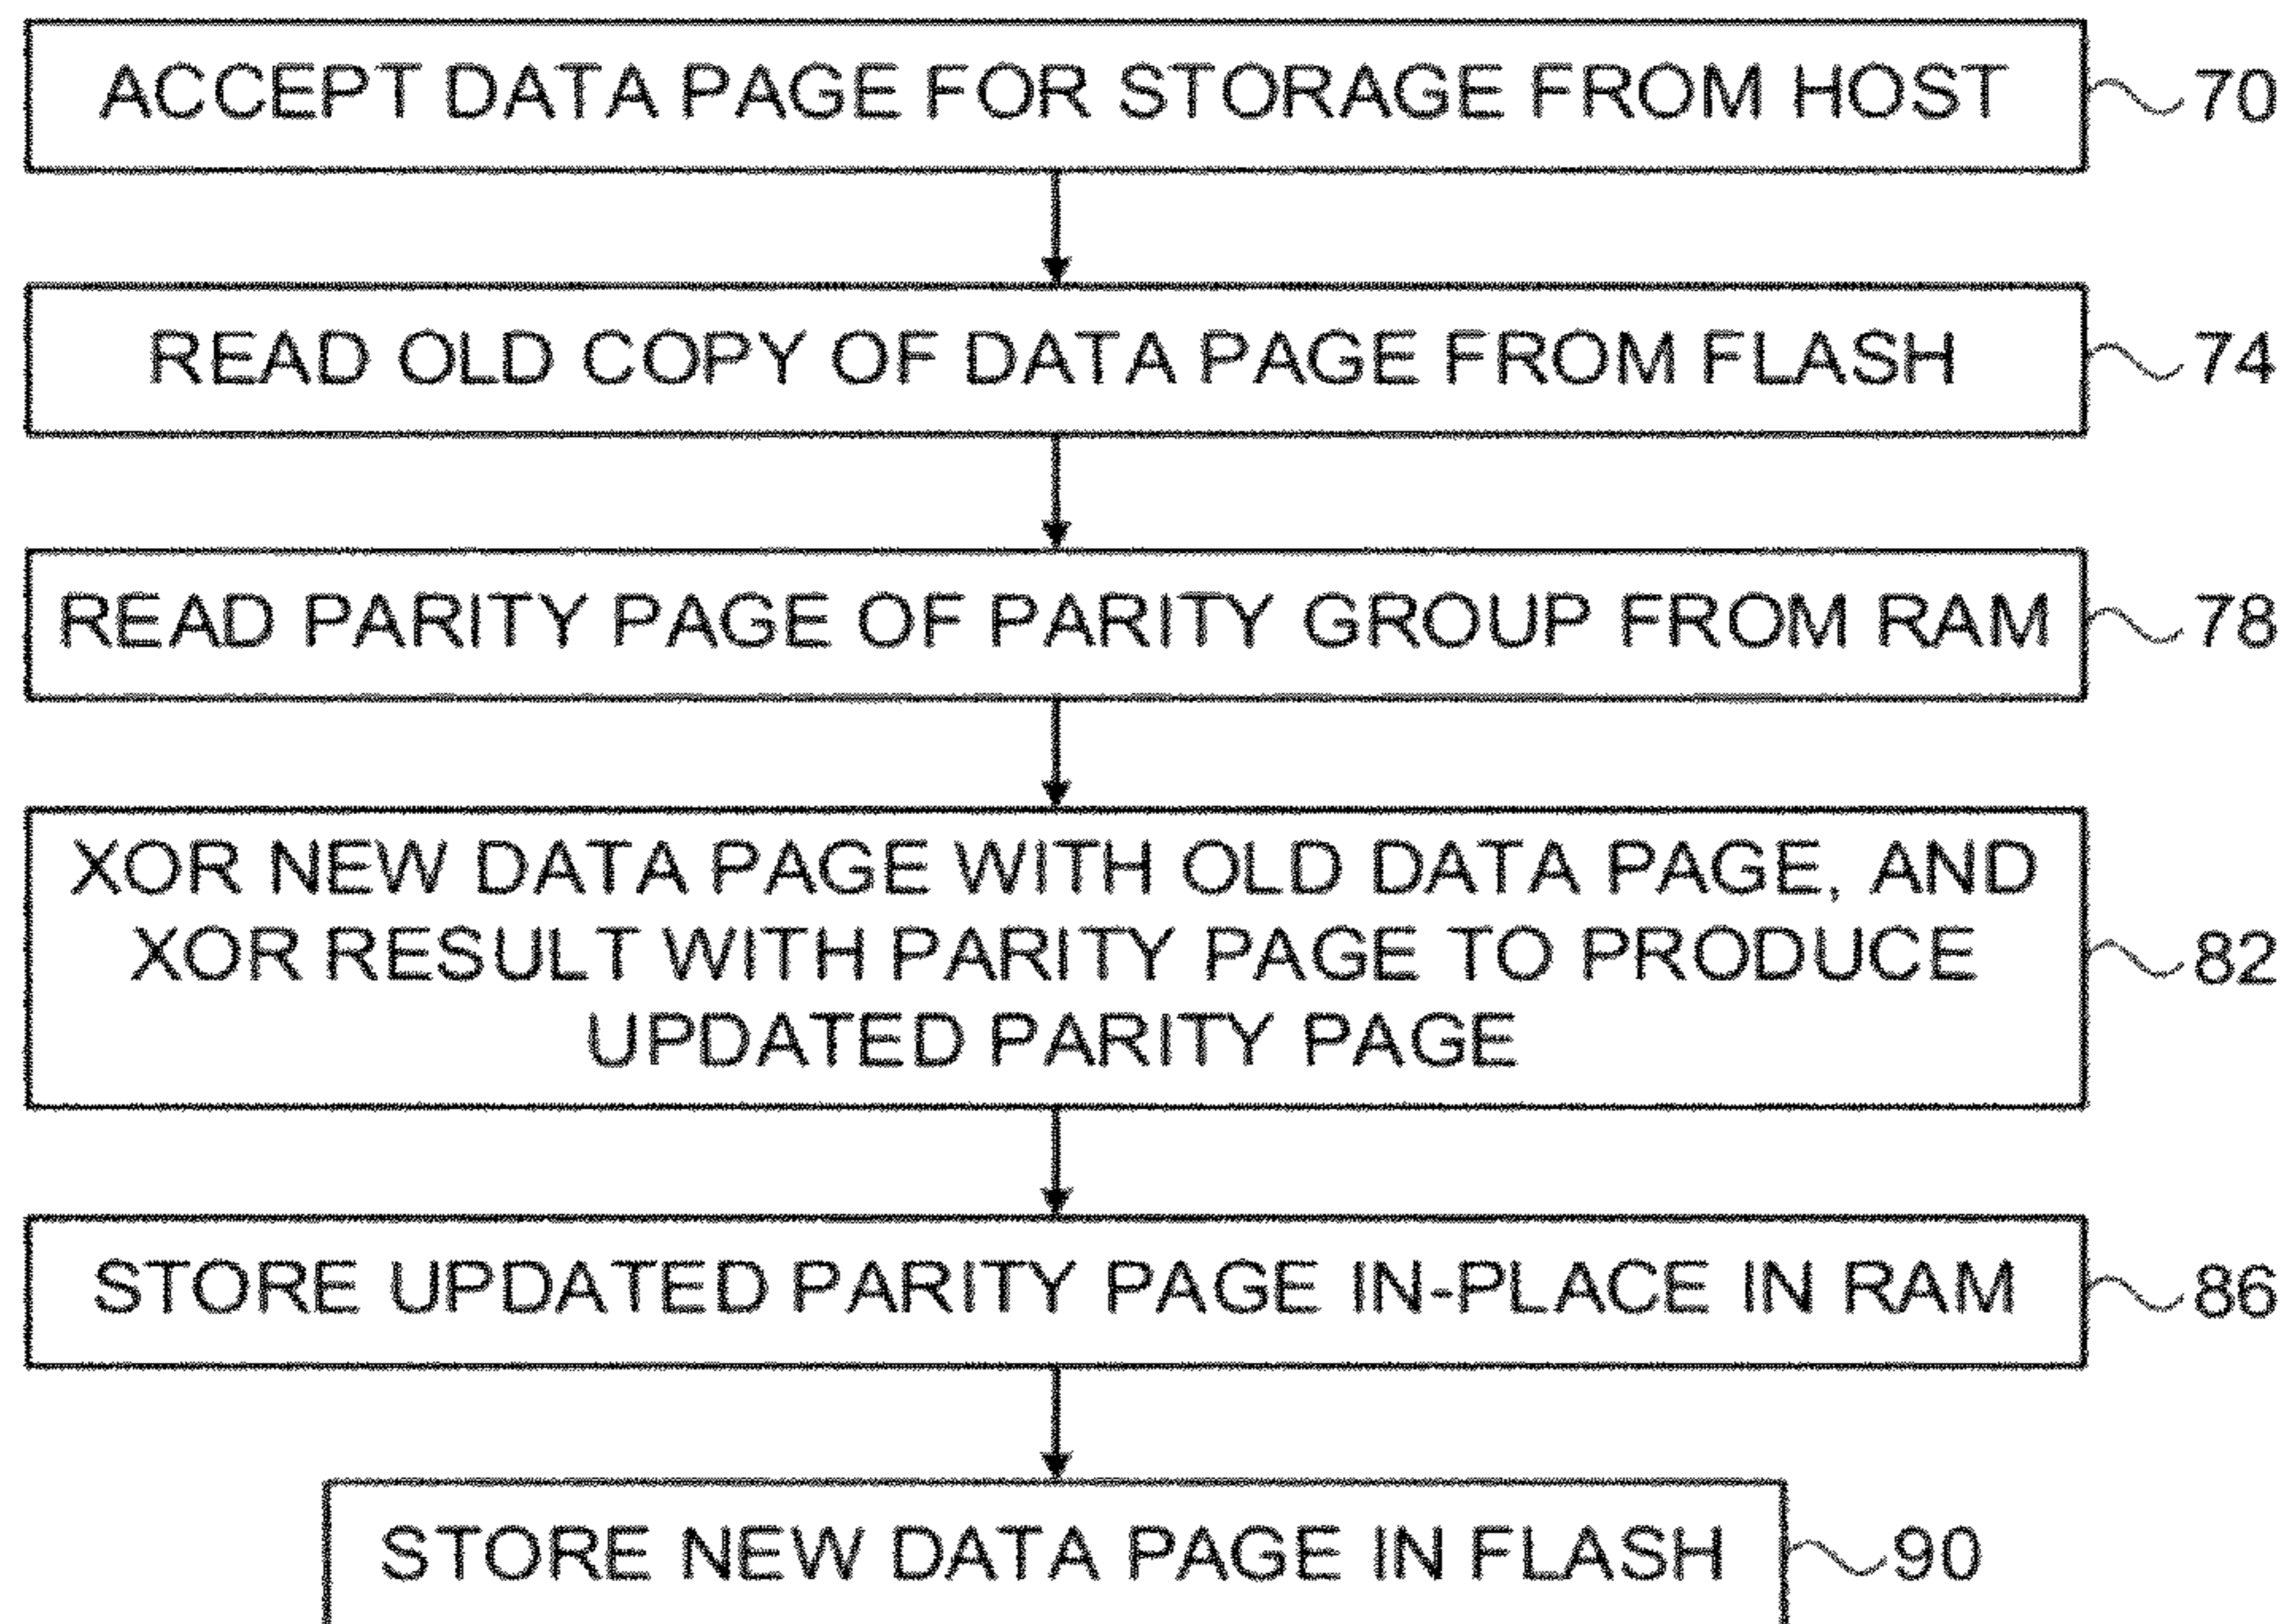 ACCEPT DATA PAGE FOR STORAGE FROM HOST 70
READ OLD COPY OF DATA PAGE FROM FLASH 74
READ PARITY PAGE OF PARITY GROUP FROM RAM 78
XOR NEW DATA PAGE WITH OLD DATA PAGE, AND
XOR RESULT WITH PARITY PAGE TO PRODUCE 82
UPDATED PARITY PAGE
STORE UPDATED PARITY PAGE IN-PLACE IN RAM 86
STORE NEW DATA PAGE IN FLASH 90